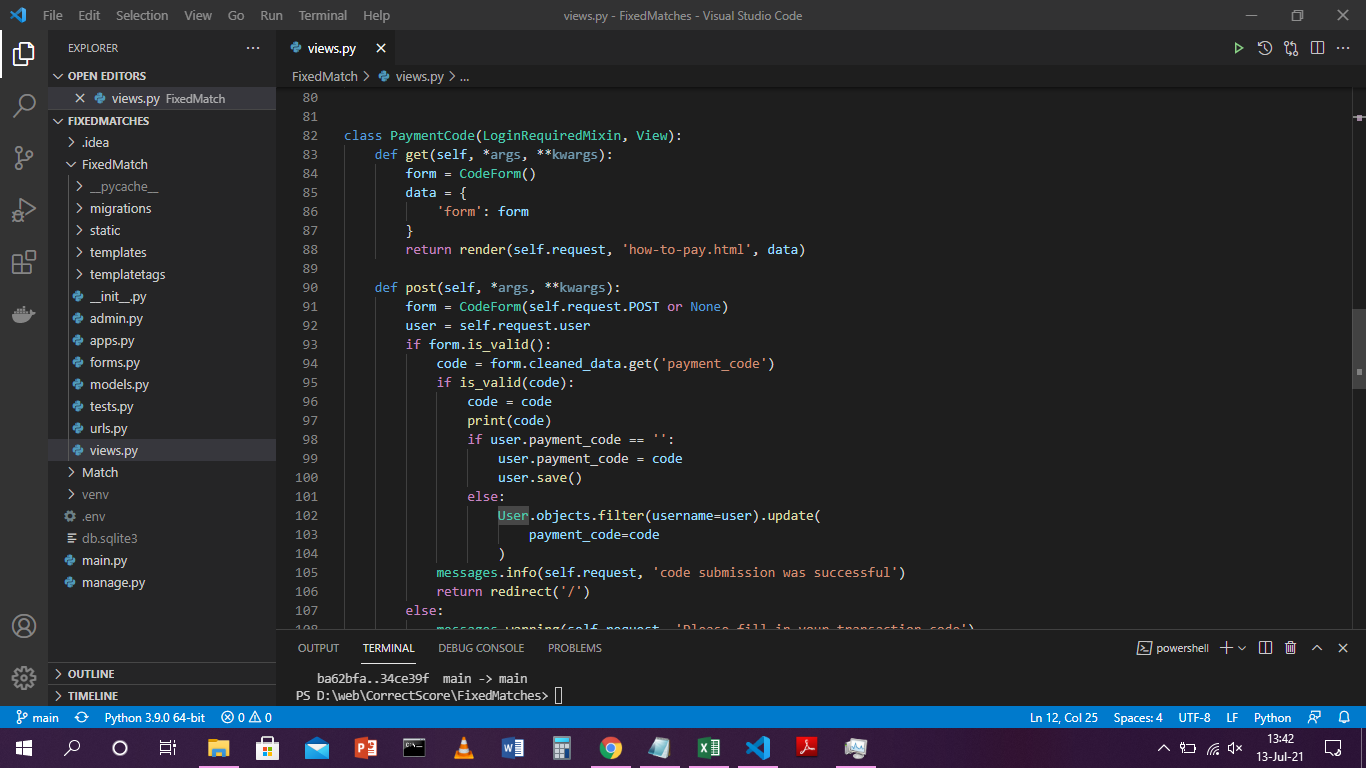 File Edit Selection View Go Run Terminal Help views.py - FixedMatches - Visual Studio Code
EXPLORER
OPEN EDITORS
views.py FixedMatch
FIXEDMATCHES
.idea
FixedMatch
__pycache__
migrations
static
templates
templatetags
__init__.py
admin.py
apps.py
forms.py
models.py
tests.py
urls.py
views.py
Match
venv
.env
db.sqlite3
main.py
manage.py
OUTLINE
TIMELINE
views.py
FixedMatch > views.py > ...
80
81
82 class PaymentCode(LoginRequiredMixin, View):
83     def get(self, *args, **kwargs):
84         form = CodeForm()
85         data = {
86             'form': form
87         }
88         return render(self.request, 'how-to-pay.html', data)
89
90     def post(self, *args, **kwargs):
91         form = CodeForm(self.request.POST or None)
92         user = self.request.user
93         if form.is_valid():
94             code = form.cleaned_data.get('payment_code')
95             if is_valid(code):
96                 code = code
97                 print(code)
98                 if user.payment_code == '':
99                     user.payment_code = code
100                     user.save()
101                 else:
102                     User.objects.filter(username=user).update(
103                         payment_code=code
104                     )
105             messages.info(self.request, 'code submission was successful')
106             return redirect('/')
107         else:
108             messages.warning(self.request, 'Please fill in your transaction code')
OUTPUT TERMINAL DEBUG CONSOLE PROBLEMS
powershell
ba62bfa..34ce39f  main -> main
PS D:\web\CorrectScore\FixedMatches>
main Python 3.9.0 64-bit 0 0 Ln 12, Col 25 Spaces: 4 UTF-8 LF Python
13:42
13-Jul-21